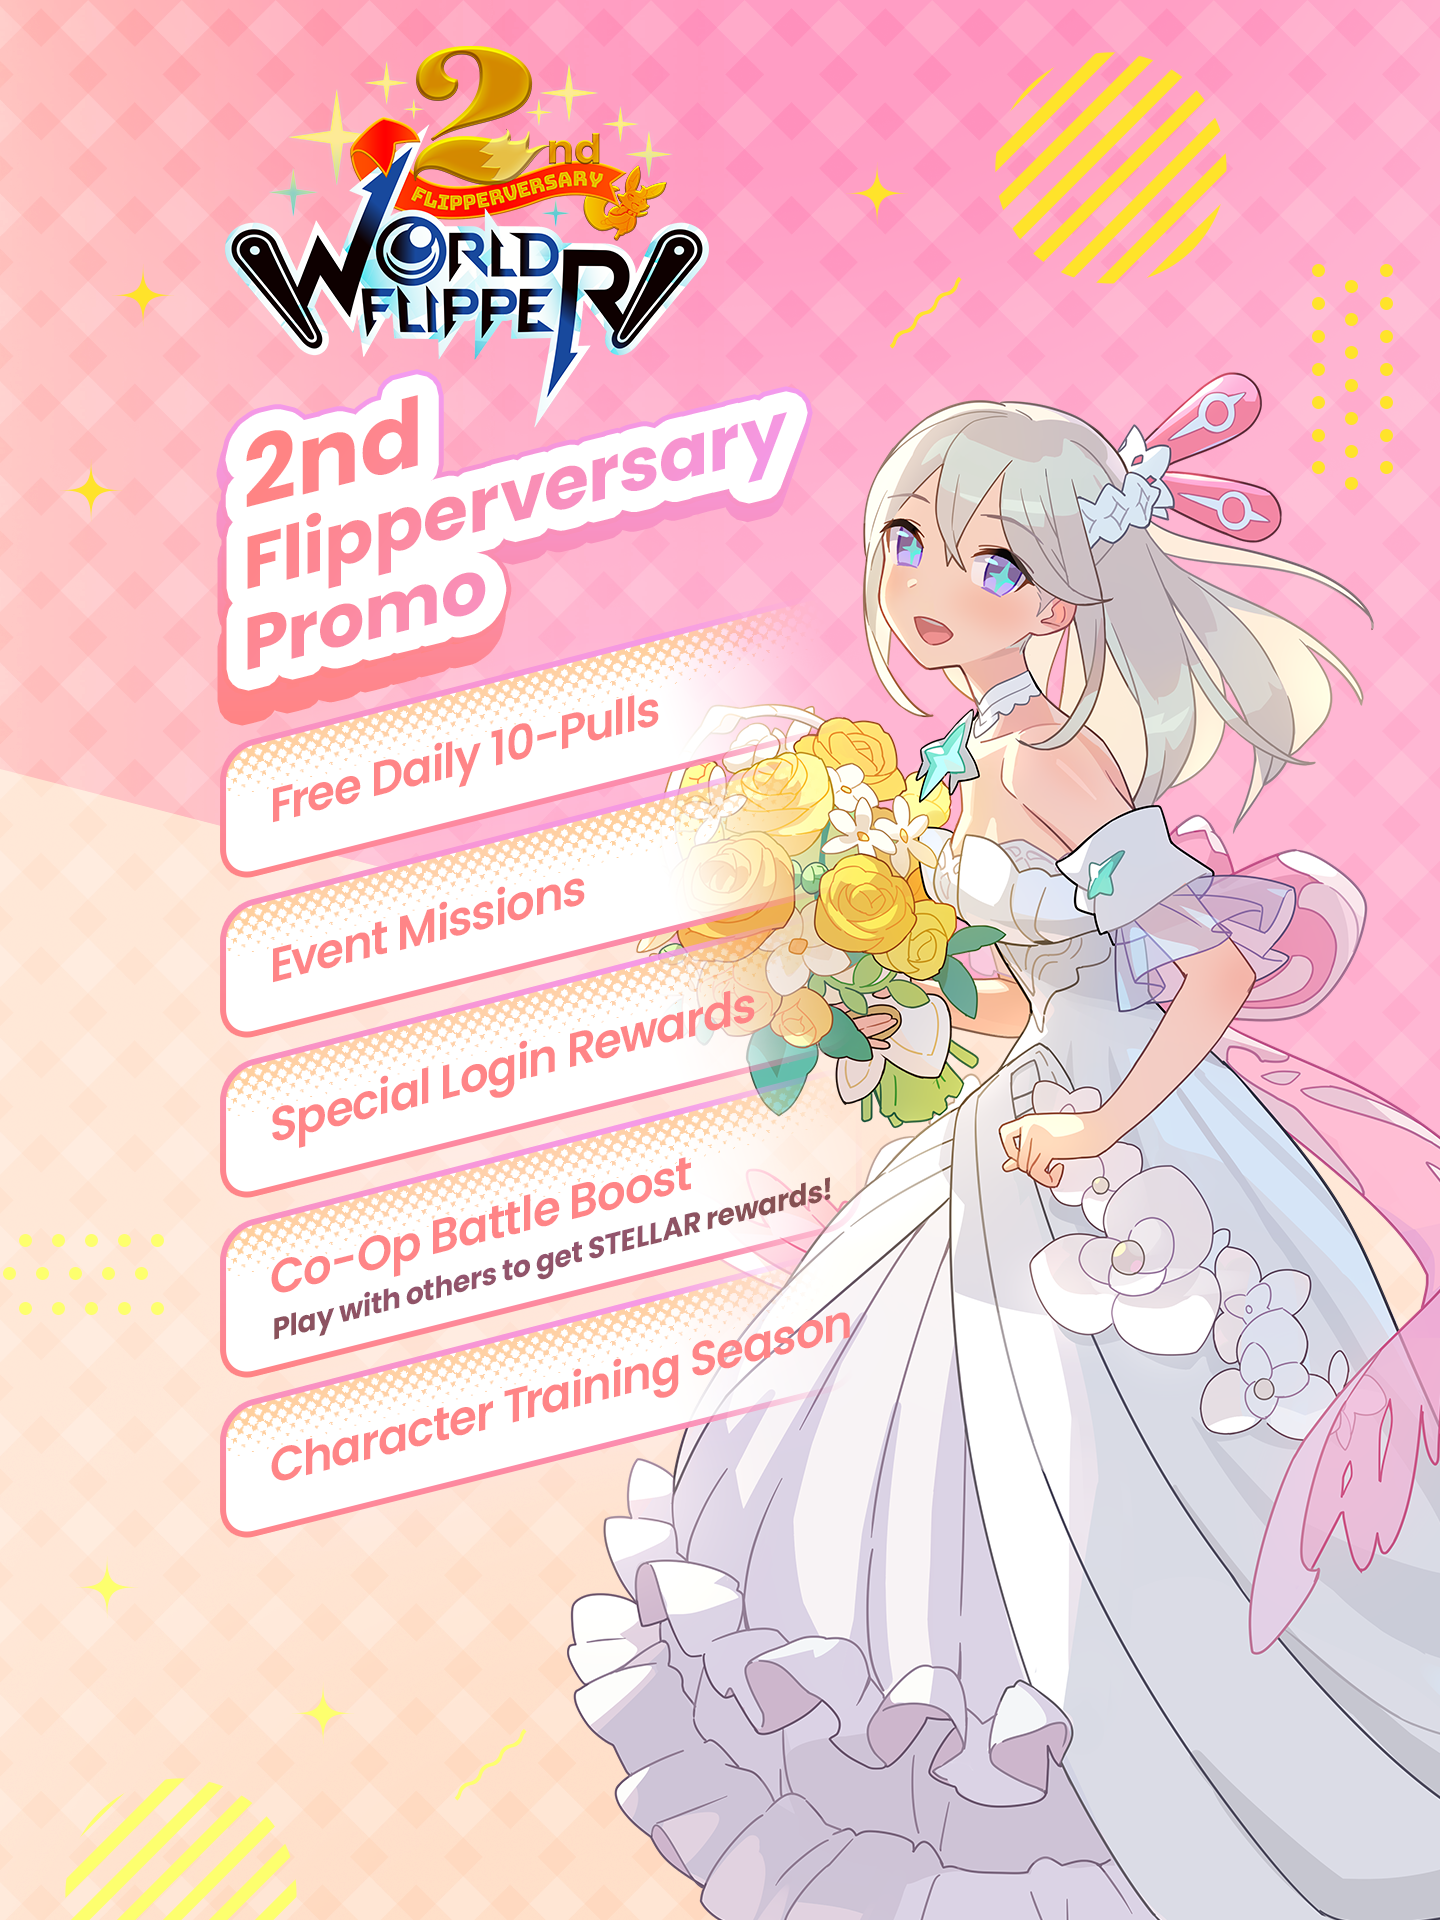 2nd
FLIPPERVERSARY
WORLD
FLIPPER
2nd
Flipperversary
Promo
Free Daily 10-Pulls
Event Missions
Special Login Rewards
Co-Op Battle Boost
Play with others to get STELLAR rewards!
Character Training Season